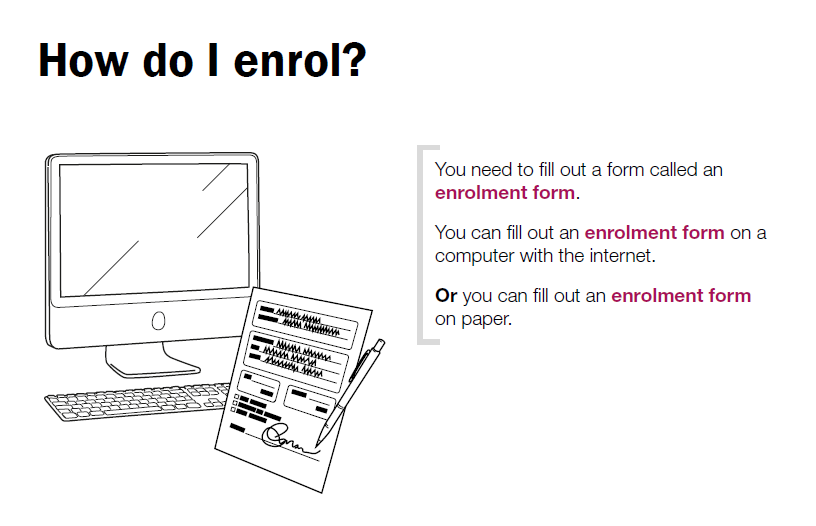 How do I enrol?
You need to fill out a form called an
enrolment form.
You can fill out an enrolment form on a
computer with the internet.
Or you can fill out an enrolment form
on paper.